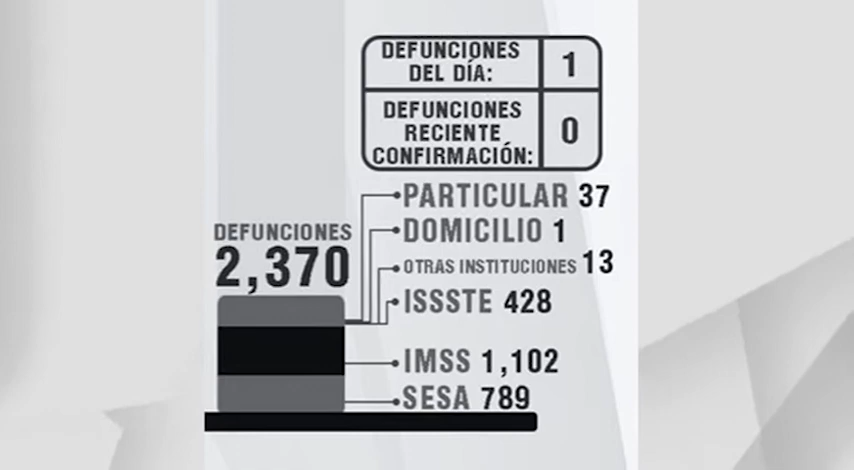 DEFUNCIONES
DEL DÍA:
1
DEFUNCIONES
RECIENTE
CONFIRMACIÓN:
0
DEFUNCIONES
2,370
PARTICULAR 37
DOMICILIO 1
OTRAS INSTITUCIONES 13
ISSSTE 428
IMSS 1,102
SESA 789